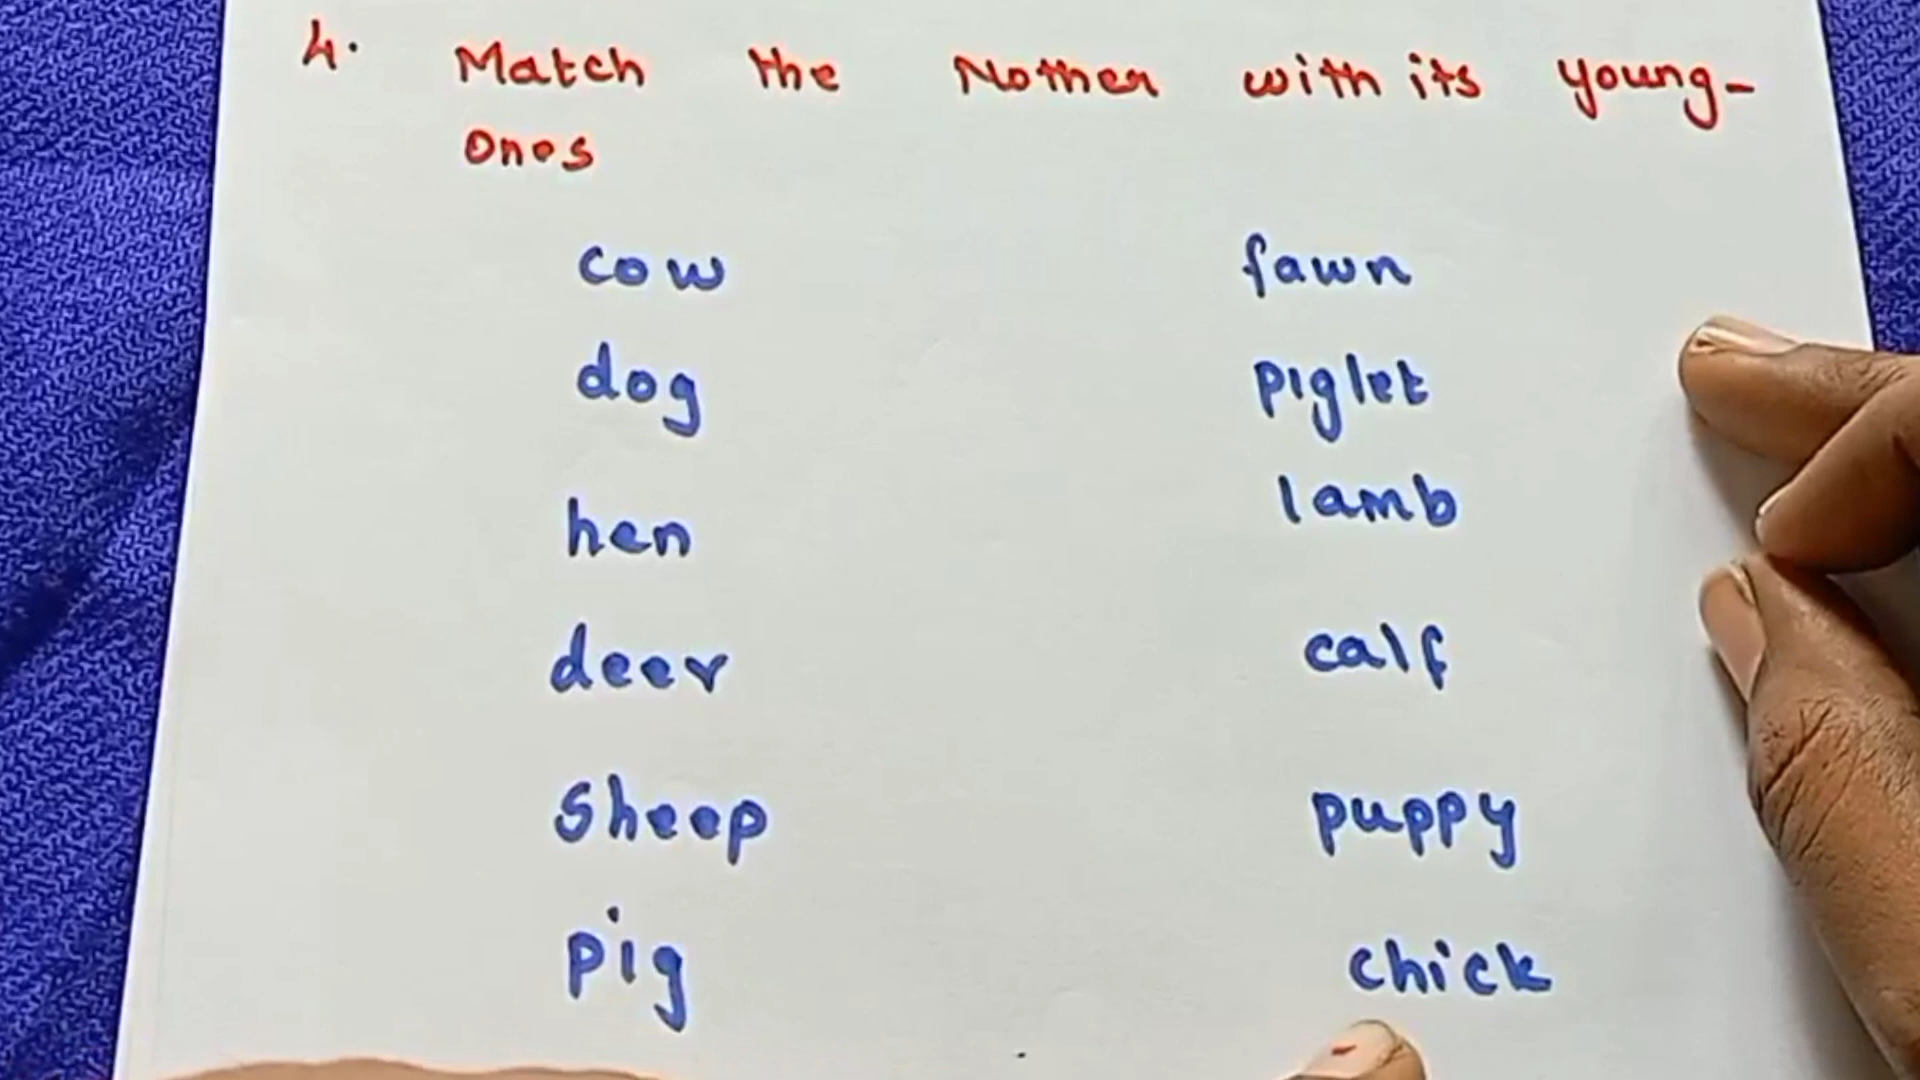 4. Match the Mother with its young-
ones
cow fawn
dog piglet
hen lamb
deer calf
sheep puppy
pig chick